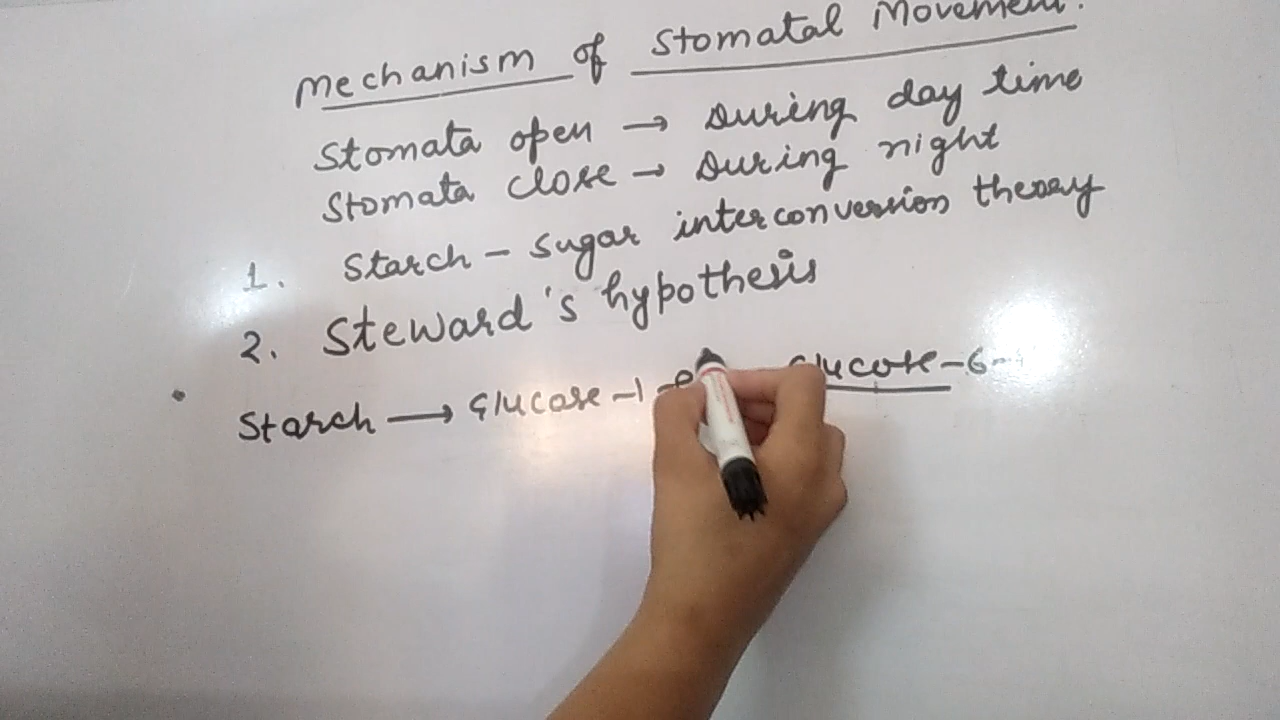 Mechanism of Stomatal Movement.
Stomata open → During day time
Stomata close → During night
1. Starch - Sugar interconversion theory
2. Steward's hypothesis
Starch → Glucose -1 -P Glucose -6-